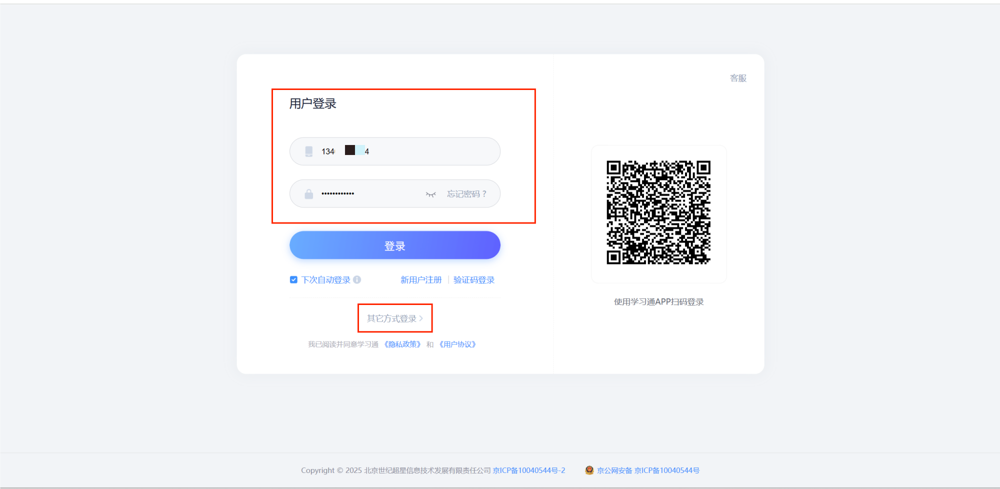 客服
用户登录
134 4
••••••••••••
忘记密码？
登录
下次自动登录
新用户注册 | 验证码登录
其它方式登录 >
我已阅读并同意学习通 《隐私政策》 和 《用户协议》
使用学习通APP扫码登录
Copyright © 2025 北京世纪超星信息技术发展有限责任公司 京ICP备10040544号-2 京公网安备 京ICP备10040544号